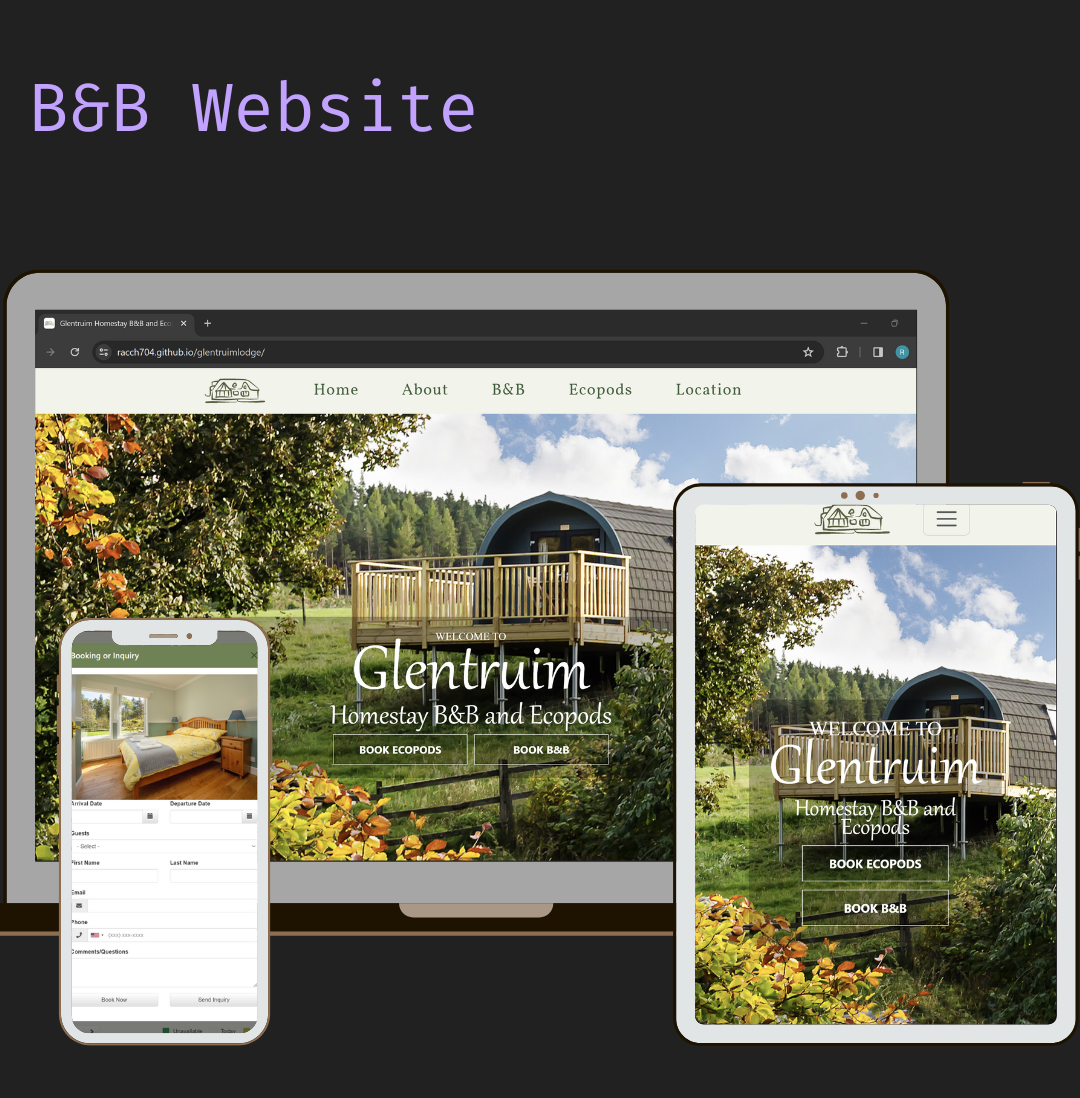 B&B Website
Glentruim Homestay B&B and Eco
racch704.github.io/glentruimlodge/
R
Home About B&B Ecopods Location
WELCOME TO
Glentruim
Homestay B&B and Ecopods
BOOK ECOPODS BOOK B&B
Booking or Inquiry
Arrival Date Departure Date
Guests
- Select -
First Name Last Name
Email
Phone
(xxx) xxx-xxxx
Comments/Questions
Book Now Send Inquiry
Unavailable Today
WELCOME TO
Glentruim
Homestay B&B and
Ecopods
BOOK ECOPODS
BOOK B&B